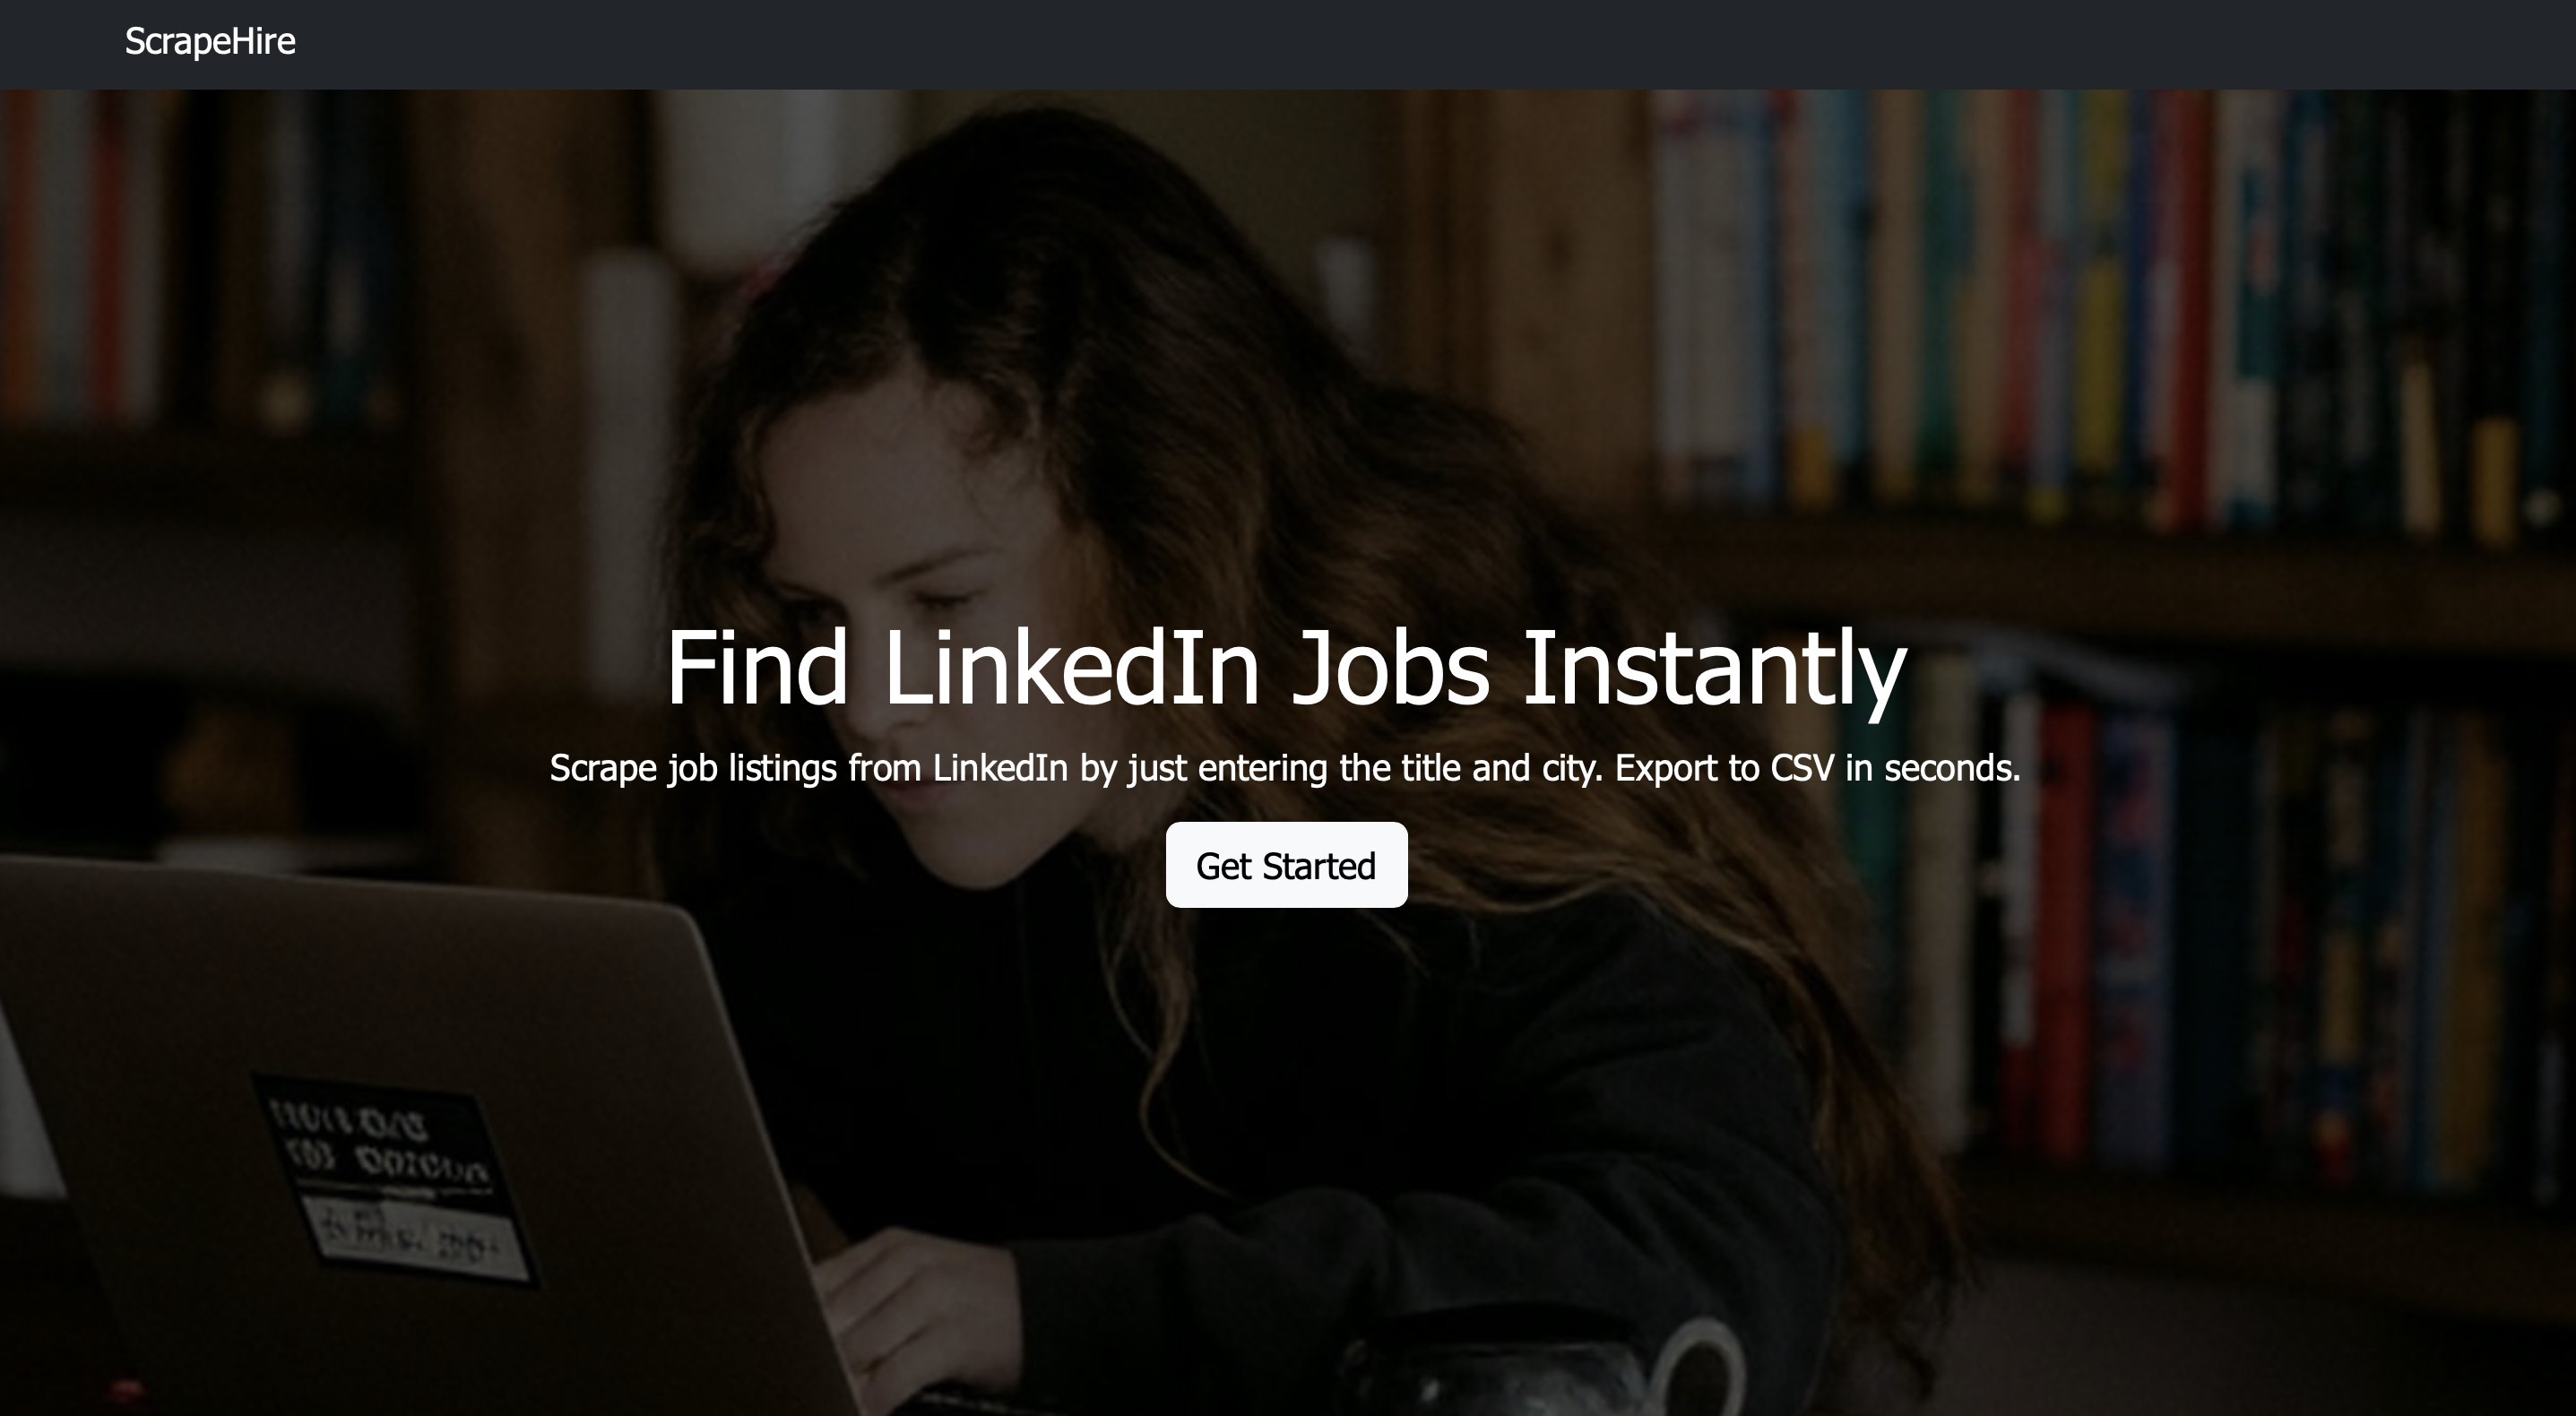 ScrapeHire
Find LinkedIn Jobs Instantly
Scrape job listings from LinkedIn by just entering the title and city. Export to CSV in seconds.
Get Started